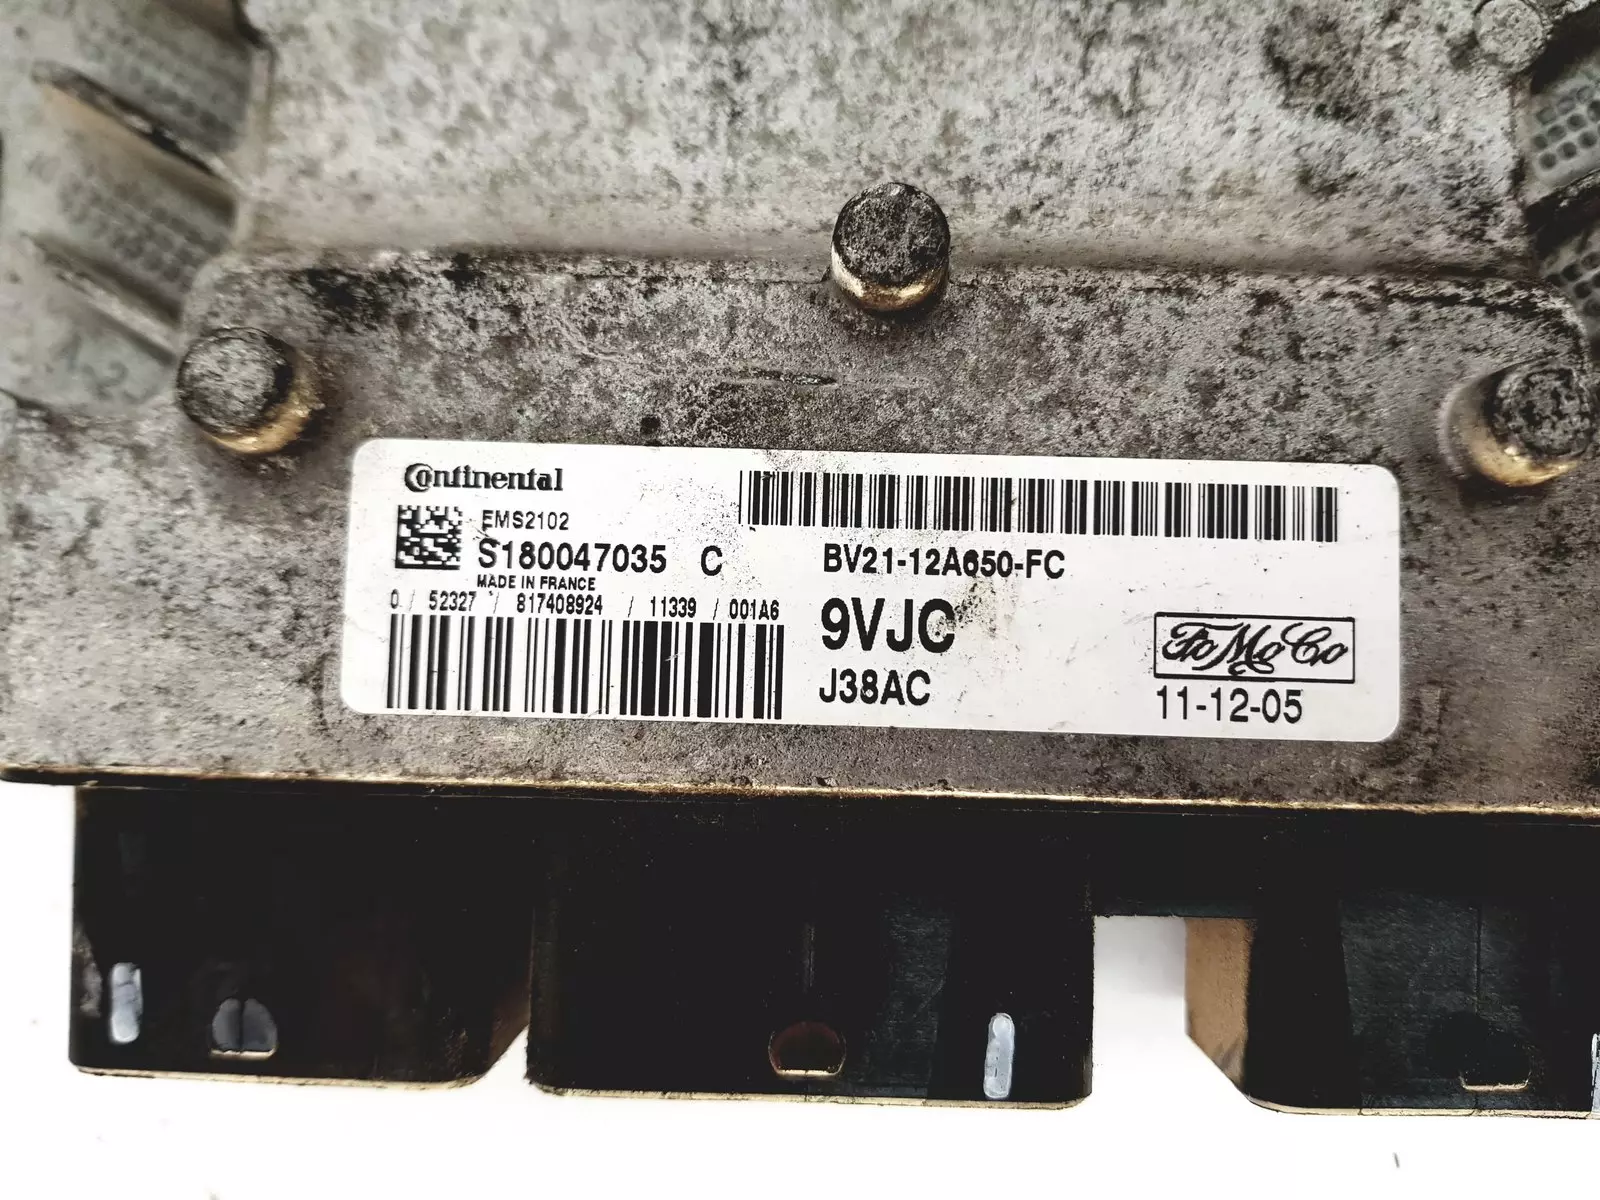 Continental
EMS2102
S180047035 C
MADE IN FRANCE
0 / 52327 / 817408924 / 11339 / 001A6
BV21-12A650-FC
9VJC
J38AC
FoMoCo
11-12-05